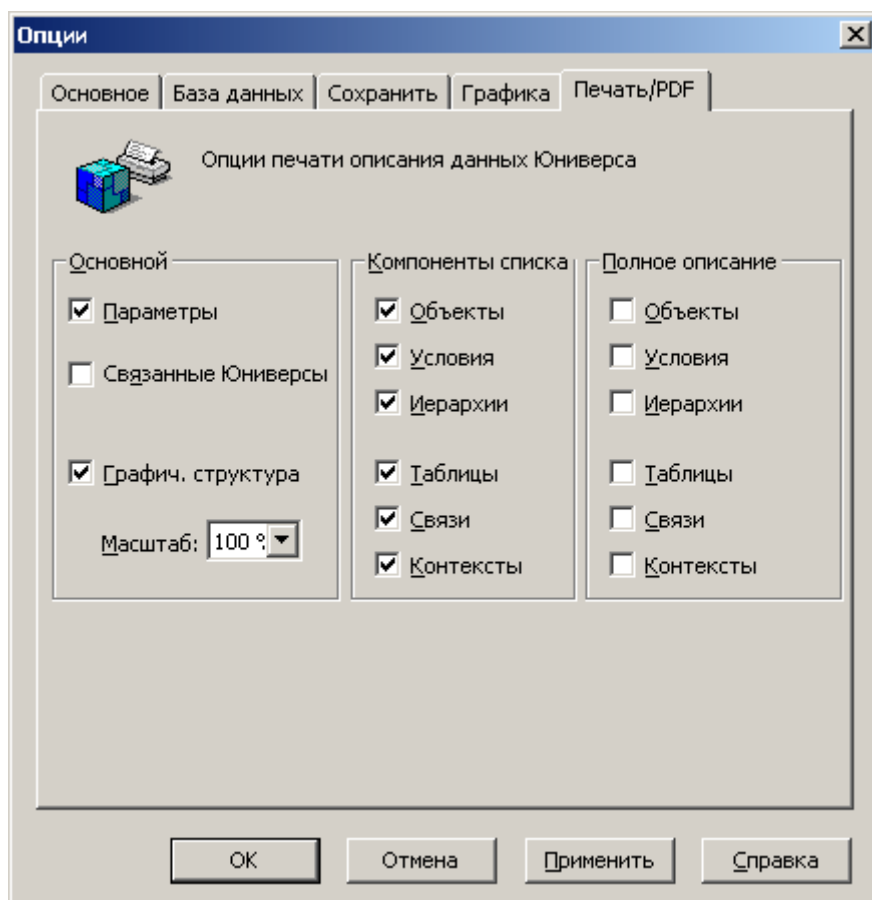 Опции
Основное База данных Сохранить Графика Печать/PDF
Опции печати описания данных Юниверса
Основной
Параметры
Связанные Юниверсы
Графич. структура
Масштаб: 100 %
Компоненты списка
Объекты
Условия
Иерархии
Таблицы
Связи
Контексты
Полное описание
Объекты
Условия
Иерархии
Таблицы
Связи
Контексты
OK Отмена Применить Справка